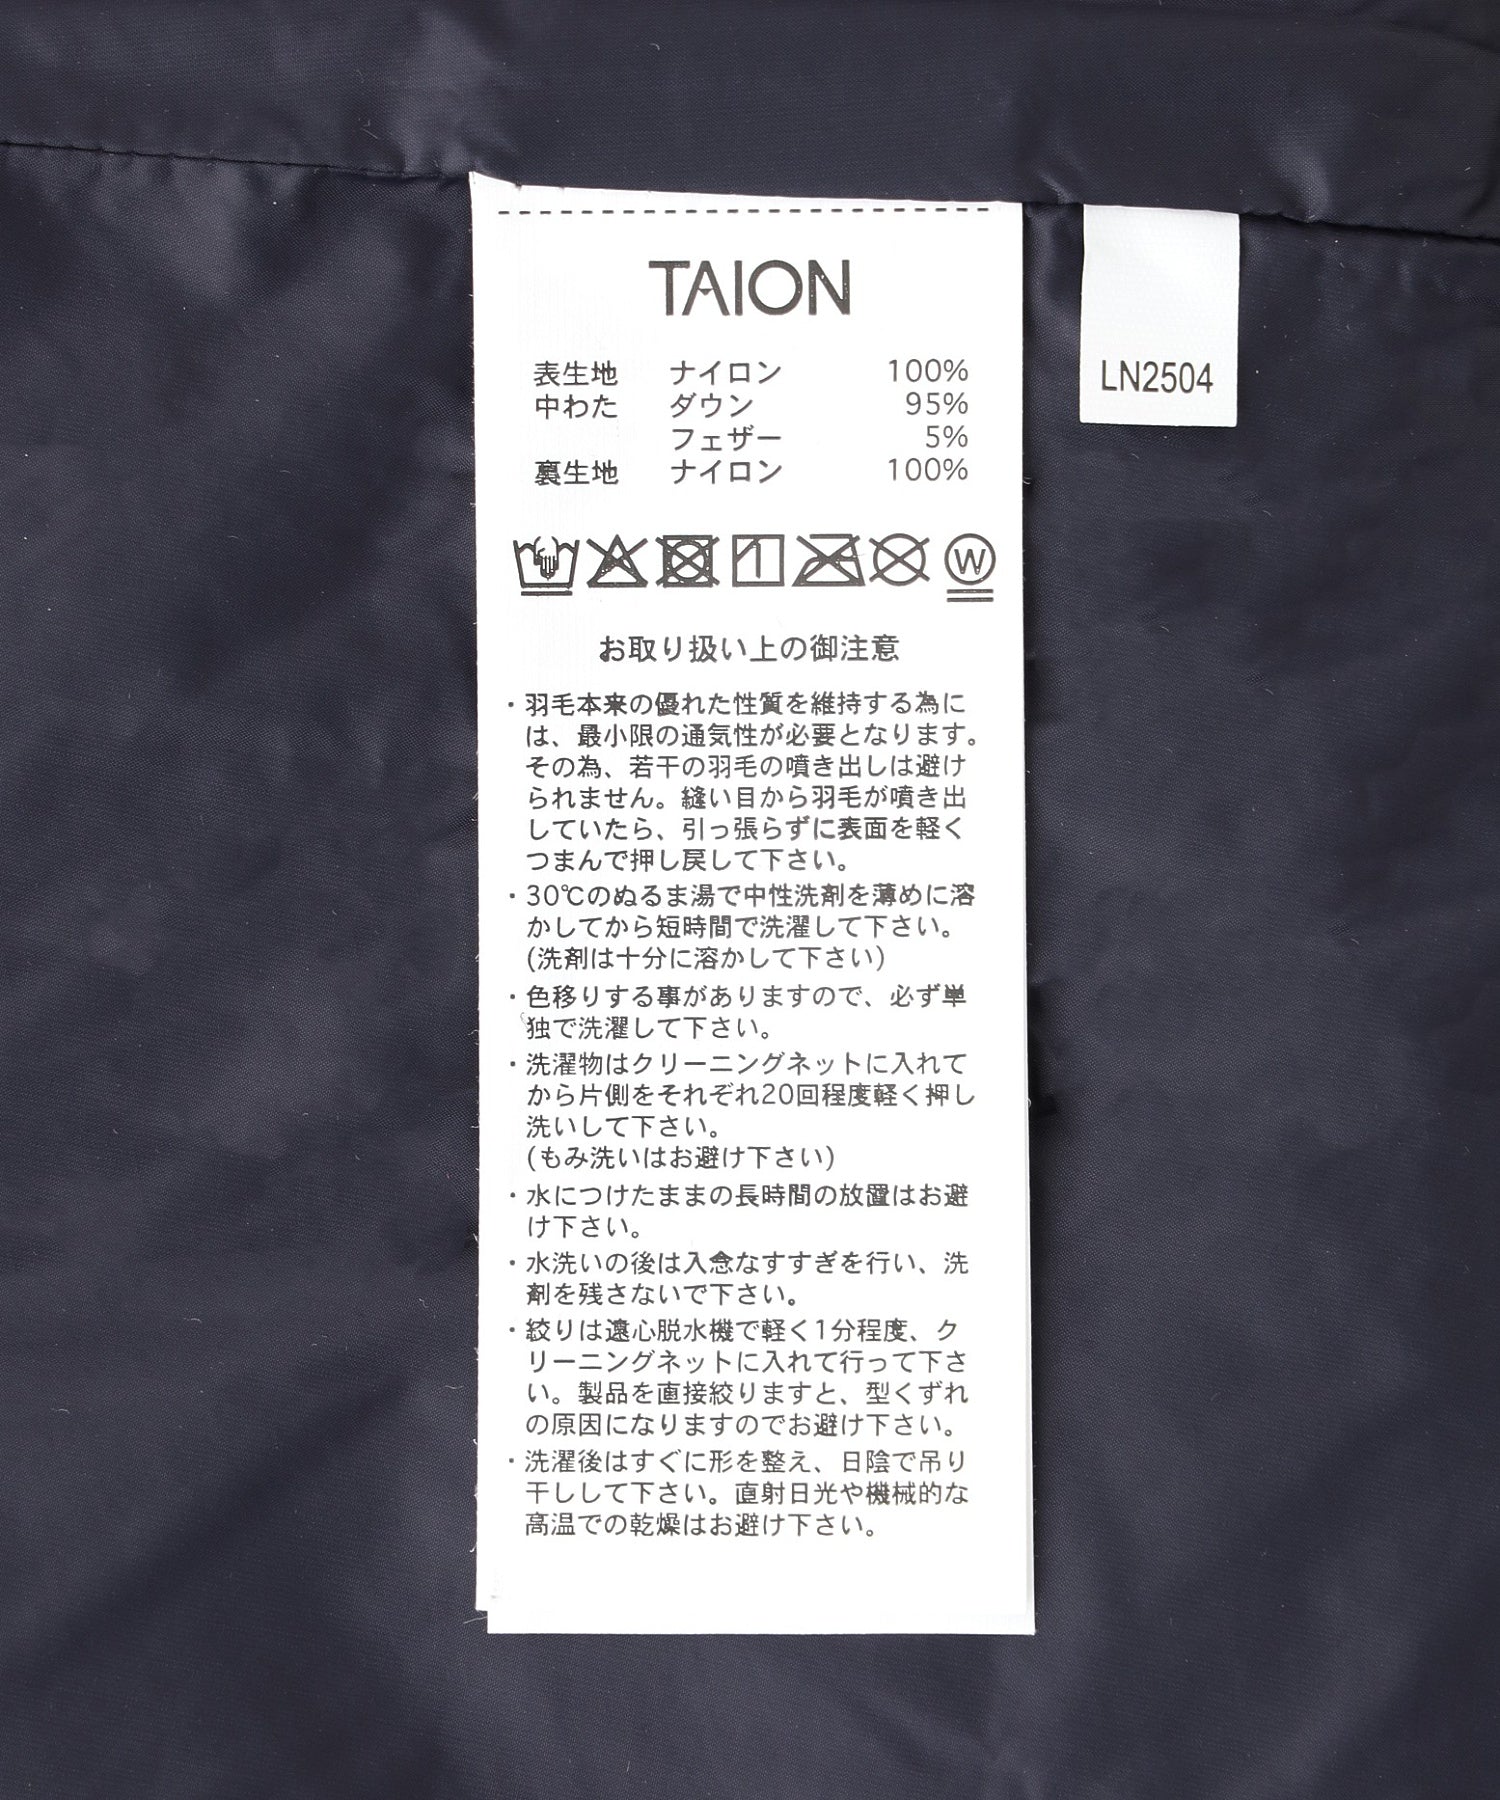 TAION
表生地 ナイロン 100%
中わた ダウン 95%
フェザー 5%
裏生地 ナイロン 100%
LN2504
W
お取り扱い上の御注意
・羽毛本来の優れた性質を維持する為に
は、最小限の通気性が必要となります。
その為、若干の羽毛の噴き出しは避け
られません。縫い目から羽毛が噴き出
していたら、引っ張らずに表面を軽く
つまんで押し戻して下さい。
・30℃のぬるま湯で中性洗剤を薄めに溶
かしてから短時間で洗濯して下さい。
(洗剤は十分に溶かして下さい)
・色移りする事がありますので、必ず単
独で洗濯して下さい。
・洗濯物はクリーニングネットに入れて
から片側をそれぞれ20回程度軽く押し
洗いして下さい。
(もみ洗いはお避け下さい)
・水につけたままの長時間の放置はお避
け下さい。
・水洗いの後は入念なすすぎを行い、洗
剤を残さないで下さい。
・絞りは遠心脱水機で軽く1分程度、ク
リーニングネットに入れて行って下さ
い。製品を直接絞りますと、型くずれ
の原因になりますのでお避け下さい。
・洗濯後はすぐに形を整え、日陰で吊り
干しして下さい。直射日光や機械的な
高温での乾燥はお避け下さい。